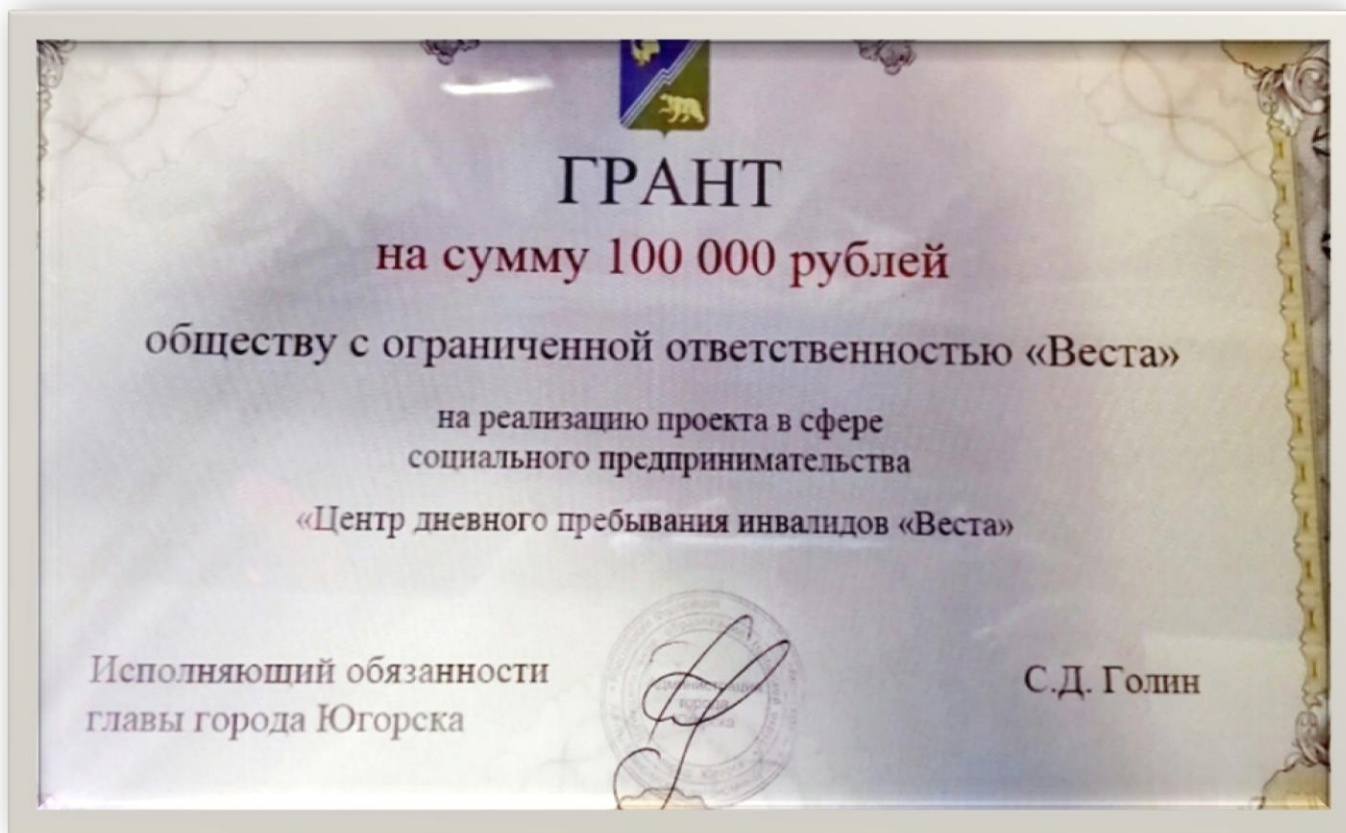 ГРАНТ
на сумму 100 000 рублей
обществу с ограниченной ответственностью «Веста»
на реализацию проекта в сфере
социального предпринимательства
«Центр дневного пребывания инвалидов «Веста»
Исполняющий обязанности
главы города Югорска
С.Д. Голин